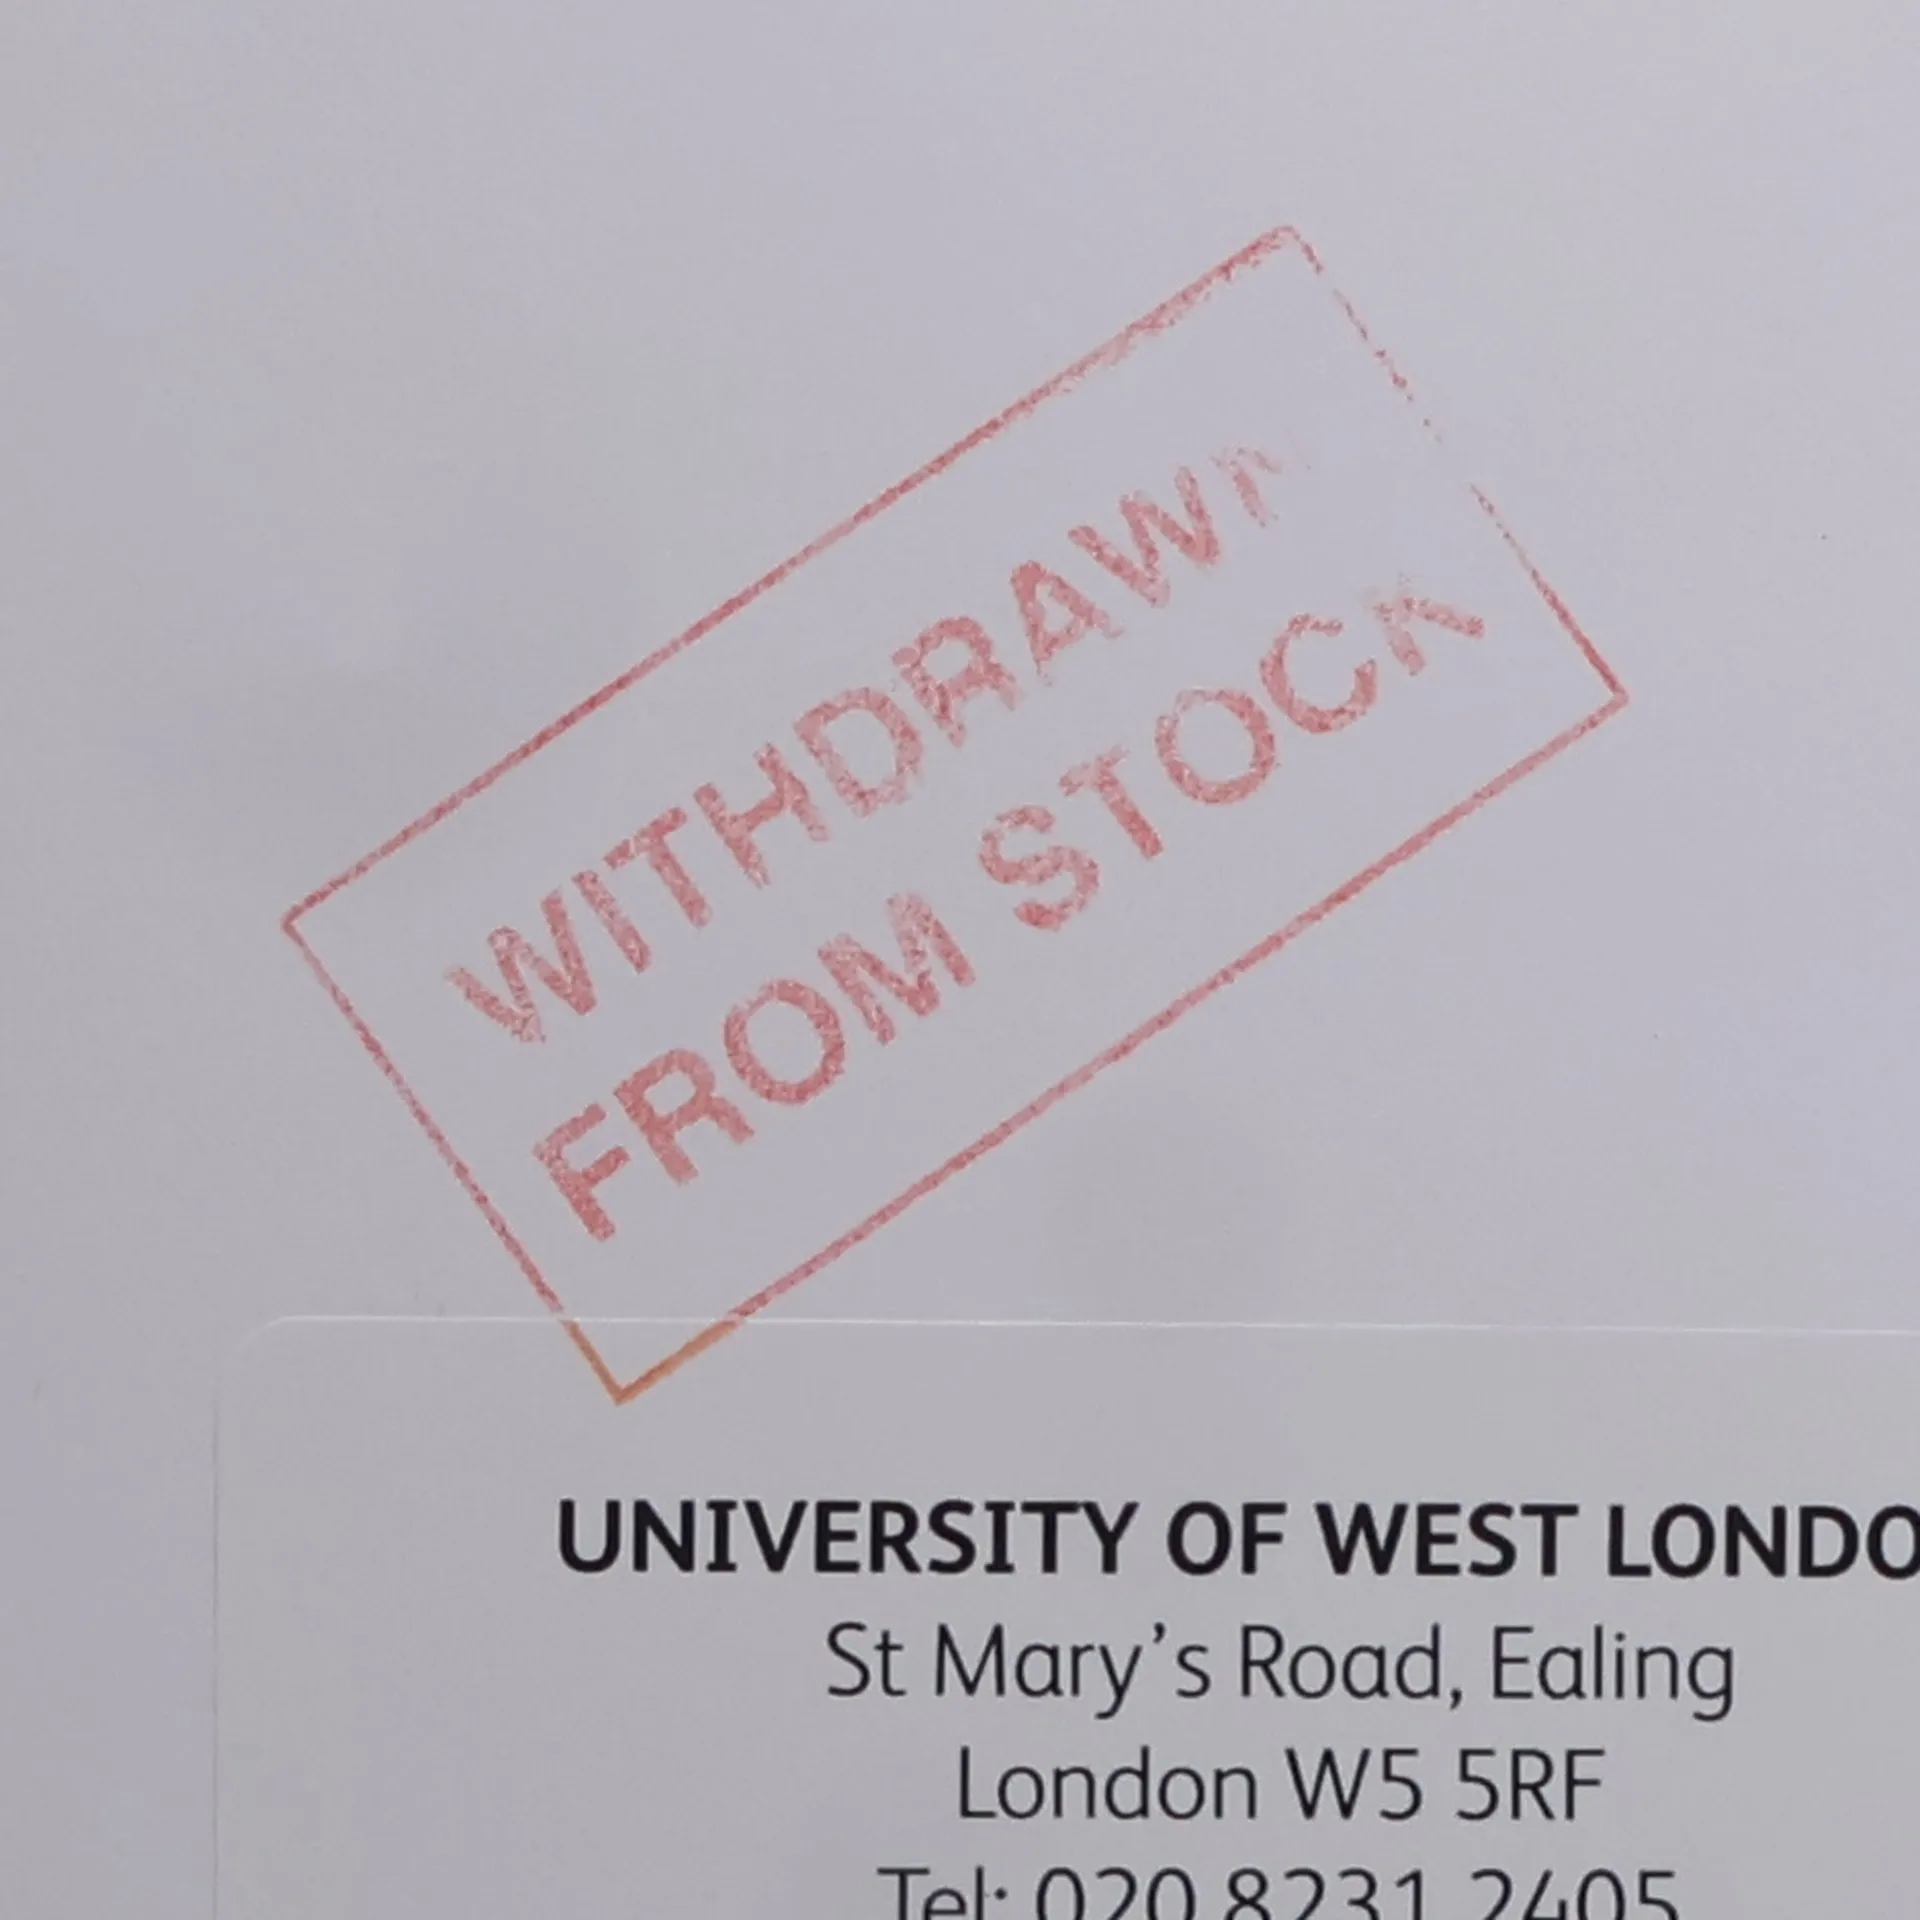 WITHDRAWN
FROM STOCK
UNIVERSITY OF WEST LONDO
St Mary's Road, Ealing
London W5 5RF
Tel: 020 8231 2405